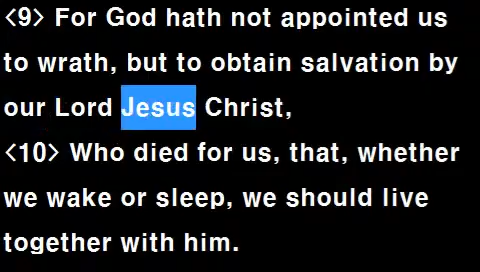 <9> For God hath not appointed us
to wrath, but to obtain salvation by
our Lord Jesus Christ,
<10> Who died for us, that, whether
we wake or sleep, we should live
together with him.